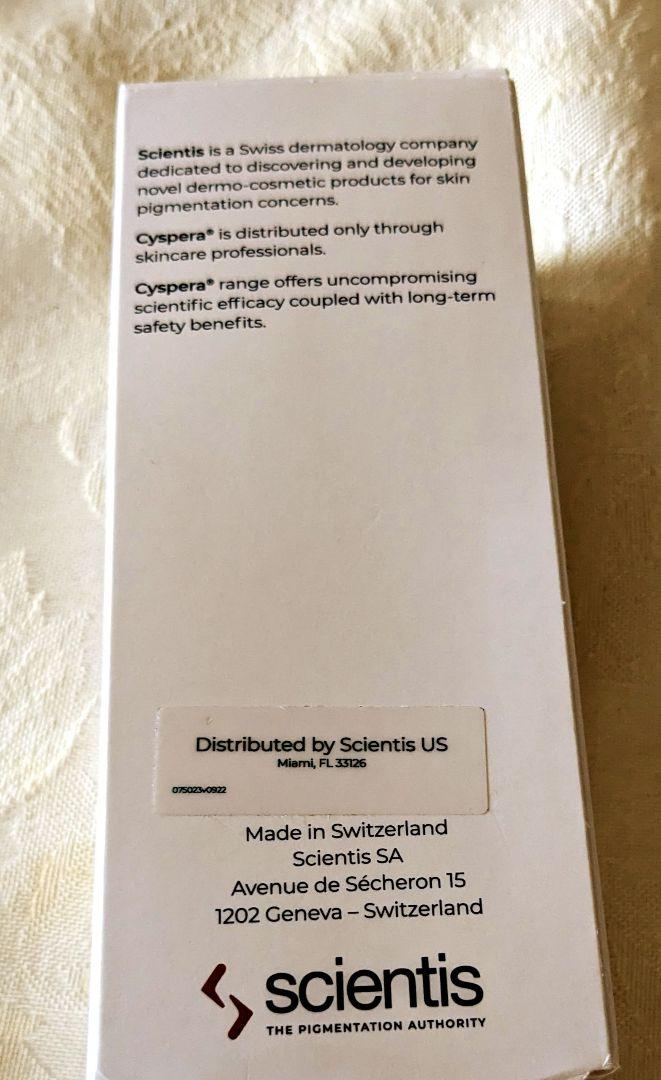 Scientis is a Swiss dermatology company
dedicated to discovering and developing
novel dermo-cosmetic products for skin
pigmentation concerns.
Cyspera® is distributed only through
skincare professionals.
Cyspera® range offers uncompromising
scientific efficacy coupled with long-term
safety benefits.
Distributed by Scientis US
Miami, FL 33126
075023v0922
Made in Switzerland
Scientis SA
Avenue de Sécheron 15
1202 Geneva – Switzerland
scientis
THE PIGMENTATION AUTHORITY